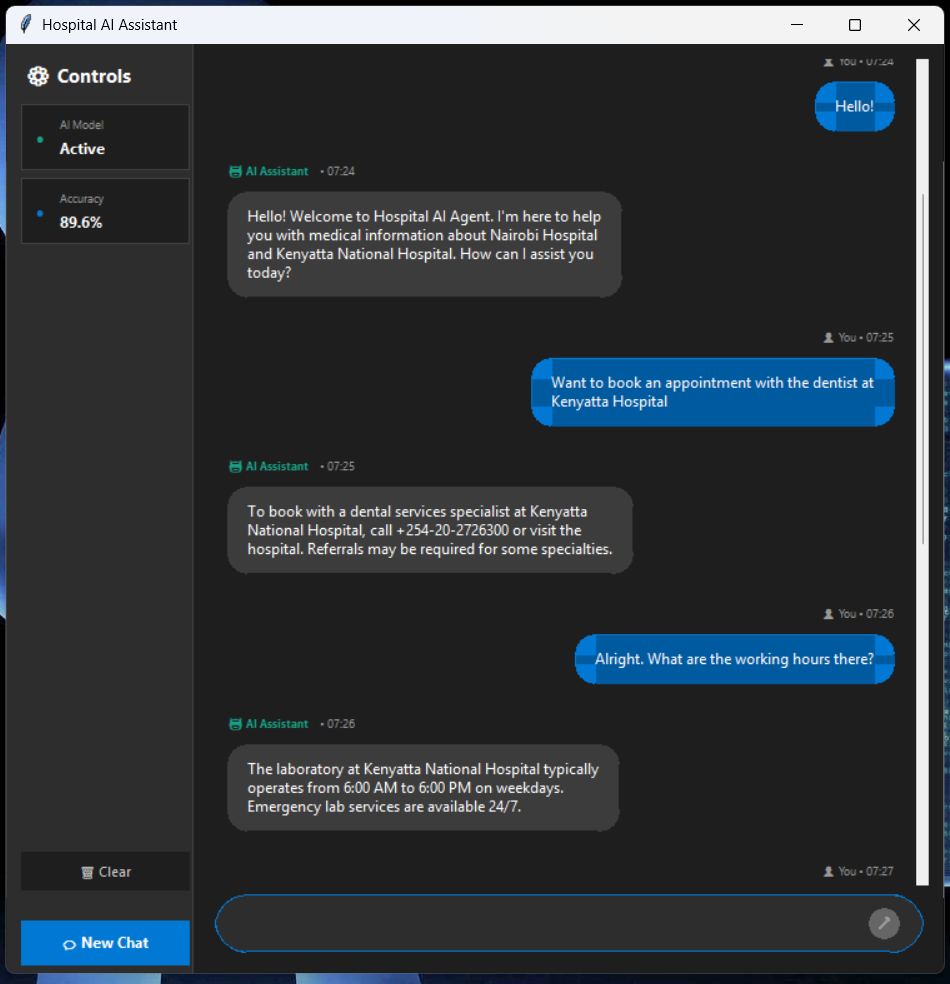 Hospital AI Assistant
Controls
AI Model
Active
Accuracy
89.6%
You • 07:24
Hello!
AI Assistant • 07:24
Hello! Welcome to Hospital AI Agent. I'm here to help
you with medical information about Nairobi Hospital
and Kenyatta National Hospital. How can I assist you
today?
You • 07:25
Want to book an appointment with the dentist at
Kenyatta Hospital
AI Assistant • 07:25
To book with a dental services specialist at Kenyatta
National Hospital, call +254-20-2726300 or visit the
hospital. Referrals may be required for some specialties.
You • 07:26
Alright. What are the working hours there?
AI Assistant • 07:26
The laboratory at Kenyatta National Hospital typically
operates from 6:00 AM to 6:00 PM on weekdays.
Emergency lab services are available 24/7.
You • 07:27
Clear
New Chat